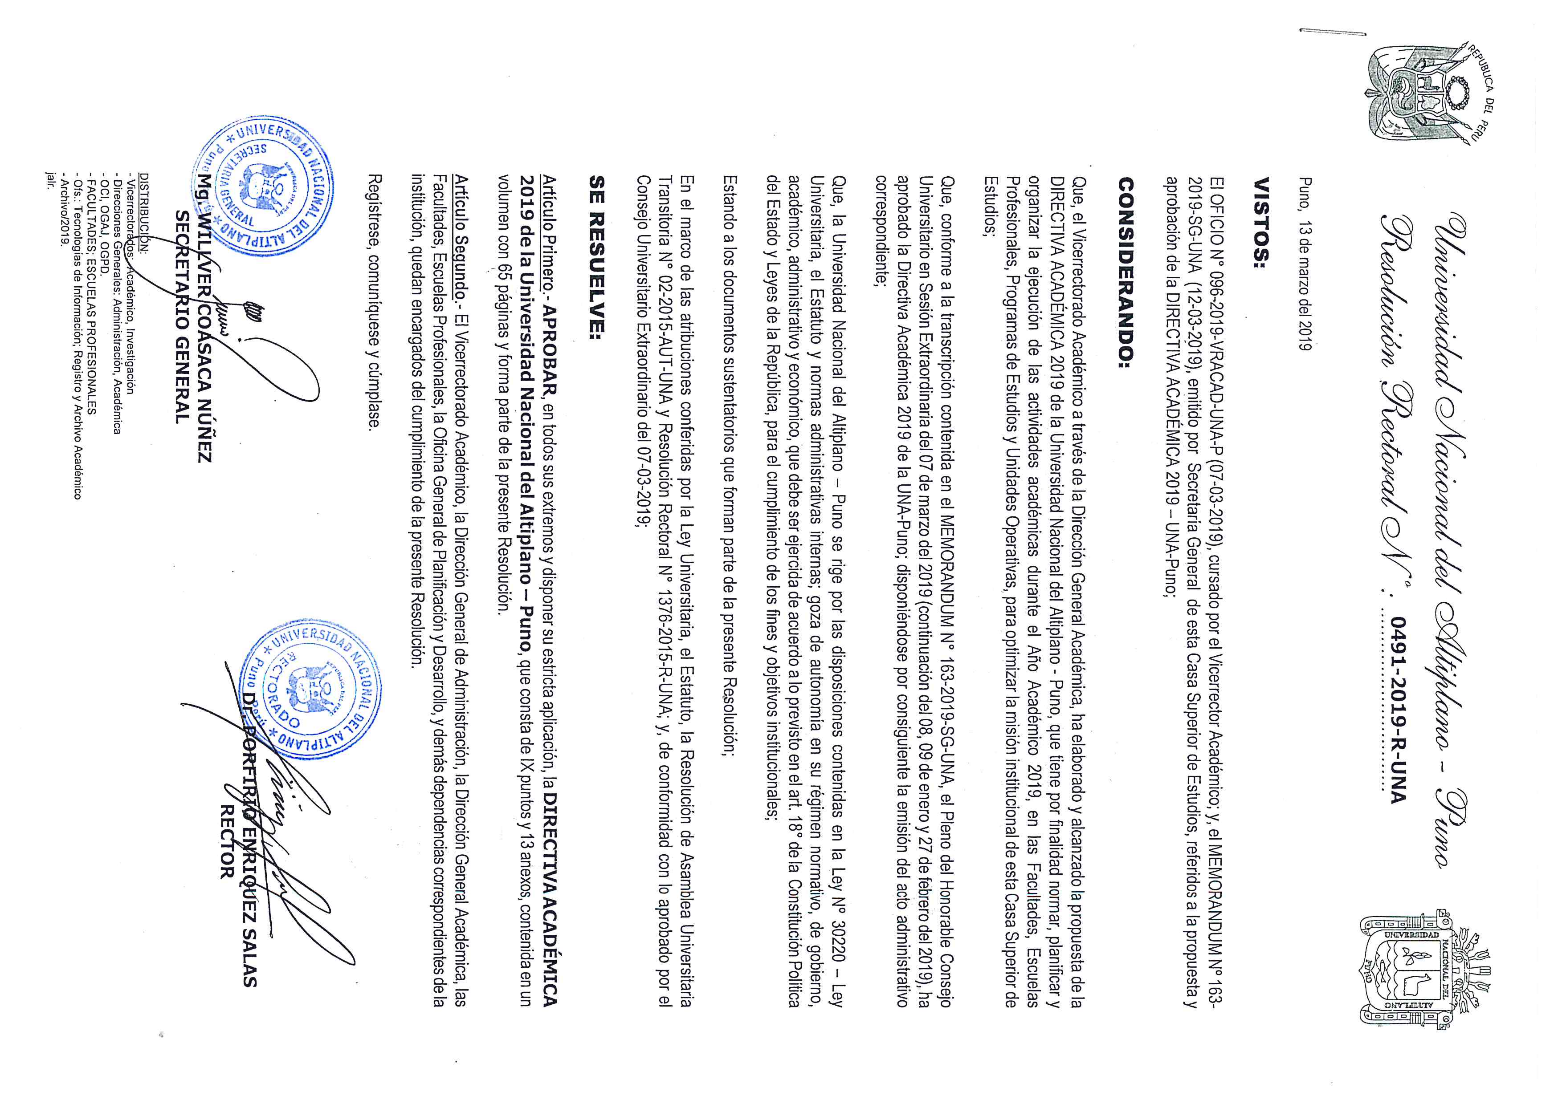 REPUBLICA DEL PERU
Universidad Nacional del Altiplano - Puno
Resolución Rectoral N°: 0491-2019-R-UNA
UNIVERSIDAD NACIONAL DEL ALTIPLANO
PUNO
Puno, 13 de marzo del 2019
VISTOS:
El OFICIO N° 096-2019-VRACAD-UNA-P (07-03-2019), cursado por el Vicerrector Académico; y, el MEMORANDUM N° 163-
2019-SG-UNA (12-03-2019), emitido por Secretaría General de esta Casa Superior de Estudios, referidos a la propuesta y
aprobación de la DIRECTIVA ACADÉMICA 2019 – UNA-Puno;
CONSIDERANDO:
Que, el Vicerrectorado Académico a través de la Dirección General Académica, ha elaborado y alcanzado la propuesta de la
DIRECTIVA ACADÉMICA 2019 de la Universidad Nacional del Altiplano - Puno, que tiene por finalidad normar, planificar y
organizar la ejecución de las actividades académicas durante el Año Académico 2019, en las Facultades, Escuelas
Profesionales, Programas de Estudios y Unidades Operativas, para optimizar la misión institucional de esta Casa Superior de
Estudios;
Que, conforme a la transcripción contenida en el MEMORANDUM N° 163-2019-SG-UNA, el Pleno del Honorable Consejo
Universitario en Sesión Extraordinaria del 07 de marzo del 2019 (continuación del 08, 09 de enero y 27 de febrero del 2019), ha
aprobado la Directiva Académica 2019 de la UNA-Puno; disponiéndose por consiguiente la emisión del acto administrativo
correspondiente;
Que, la Universidad Nacional del Altiplano – Puno se rige por las disposiciones contenidas en la Ley N° 30220 – Ley
Universitaria, el Estatuto y normas administrativas internas; goza de autonomía en su régimen normativo, de gobierno,
académico, administrativo y económico, que debe ser ejercida de acuerdo a lo previsto en el art. 18° de la Constitución Política
del Estado y Leyes de la República, para el cumplimiento de los fines y objetivos institucionales;
Estando a los documentos sustentatorios que forman parte de la presente Resolución;
En el marco de las atribuciones conferidas por la Ley Universitaria, el Estatuto, la Resolución de Asamblea Universitaria
Transitoria N° 02-2015-AUT-UNA y Resolución Rectoral N° 1376-2015-R-UNA; y, de conformidad con lo aprobado por el
Consejo Universitario Extraordinario del 07-03-2019;
SE RESUELVE:
Artículo Primero.- APROBAR, en todos sus extremos y disponer su estricta aplicación, la DIRECTIVA ACADÉMICA
2019 de la Universidad Nacional del Altiplano – Puno, que consta de IX puntos y 13 anexos, contenida en un
volumen con 65 páginas y forma parte de la presente Resolución.
Artículo Segundo.- El Vicerrectorado Académico, la Dirección General de Administración, la Dirección General Académica, las
Facultades, Escuelas Profesionales, la Oficina General de Planificación y Desarrollo, y demás dependencias correspondientes de la
institución, quedan encargados del cumplimiento de la presente Resolución.
Regístrese, comuníquese y cúmplase.
UNIVERSIDAD NACIONAL DEL ALTIPLANO
SECRETARIA GENERAL
Puno
Mg. WILLVER COASACA NÚÑEZ
SECRETARIO GENERAL
UNIVERSIDAD NACIONAL DEL ALTIPLANO
RECTORADO
Puno Perú
Dr. PORFIRIO ENRIQUEZ SALAS
RECTOR
DISTRIBUCIÓN:
- Vicerrectorados: Académico, Investigación
- Direcciones Generales: Administración, Académica
- OCI, OGAJ, OGPD.
- FACULTADES; ESCUELAS PROFESIONALES
- Ofs.: Tecnologías de Información; Registro y Archivo Académico
- Archivo/2019.
jalr.